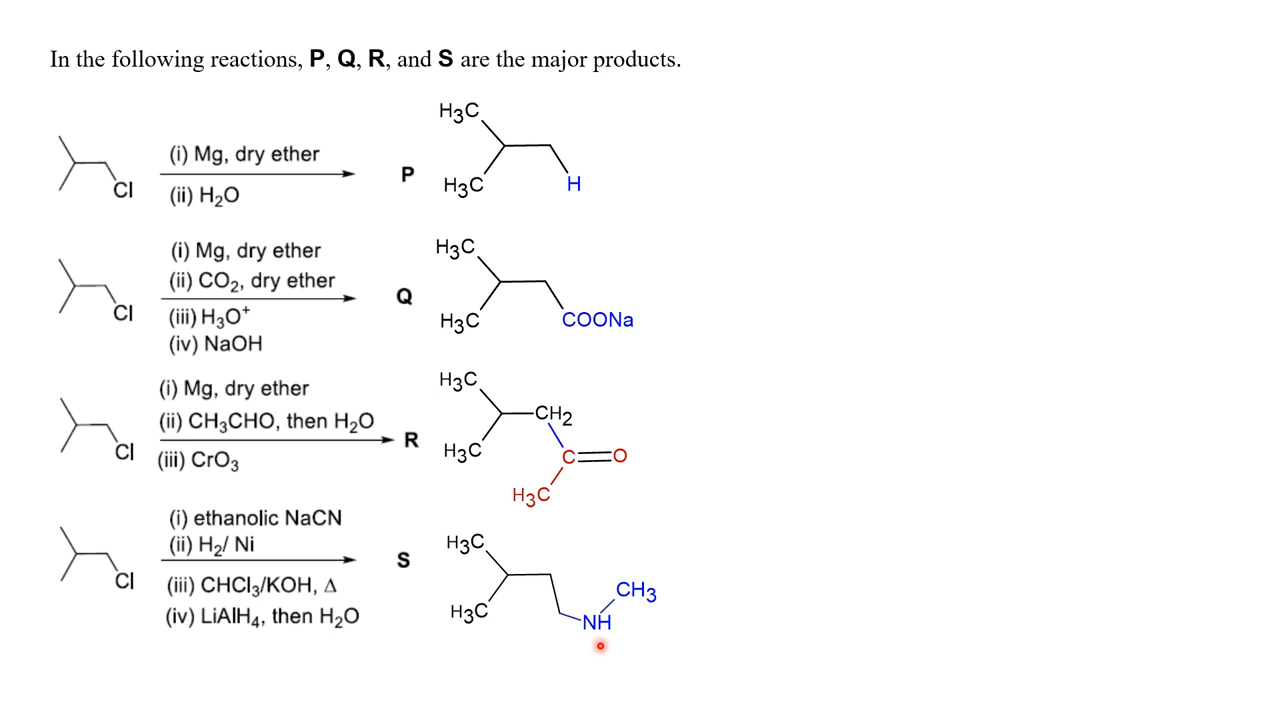 In the following reactions, P, Q, R, and S are the major products.
H₃C
(i) Mg, dry ether
P
H₃C
H
Cl
(ii) H₂O
H₃C
(i) Mg, dry ether
(ii) CO₂, dry ether
Q
Cl
(iii) H₃O⁺
H₃C
COONa
(iv) NaOH
H₃C
(i) Mg, dry ether
CH₂
(ii) CH₃CHO, then H₂O
R
Cl
H₃C
C
O
(iii) CrO₃
H₃C
(i) ethanolic NaCN
H₃C
(ii) H₂/ Ni
S
Cl
(iii) CHCl₃/KOH, Δ
CH₃
(iv) LiAlH₄, then H₂O
H₃C
NH